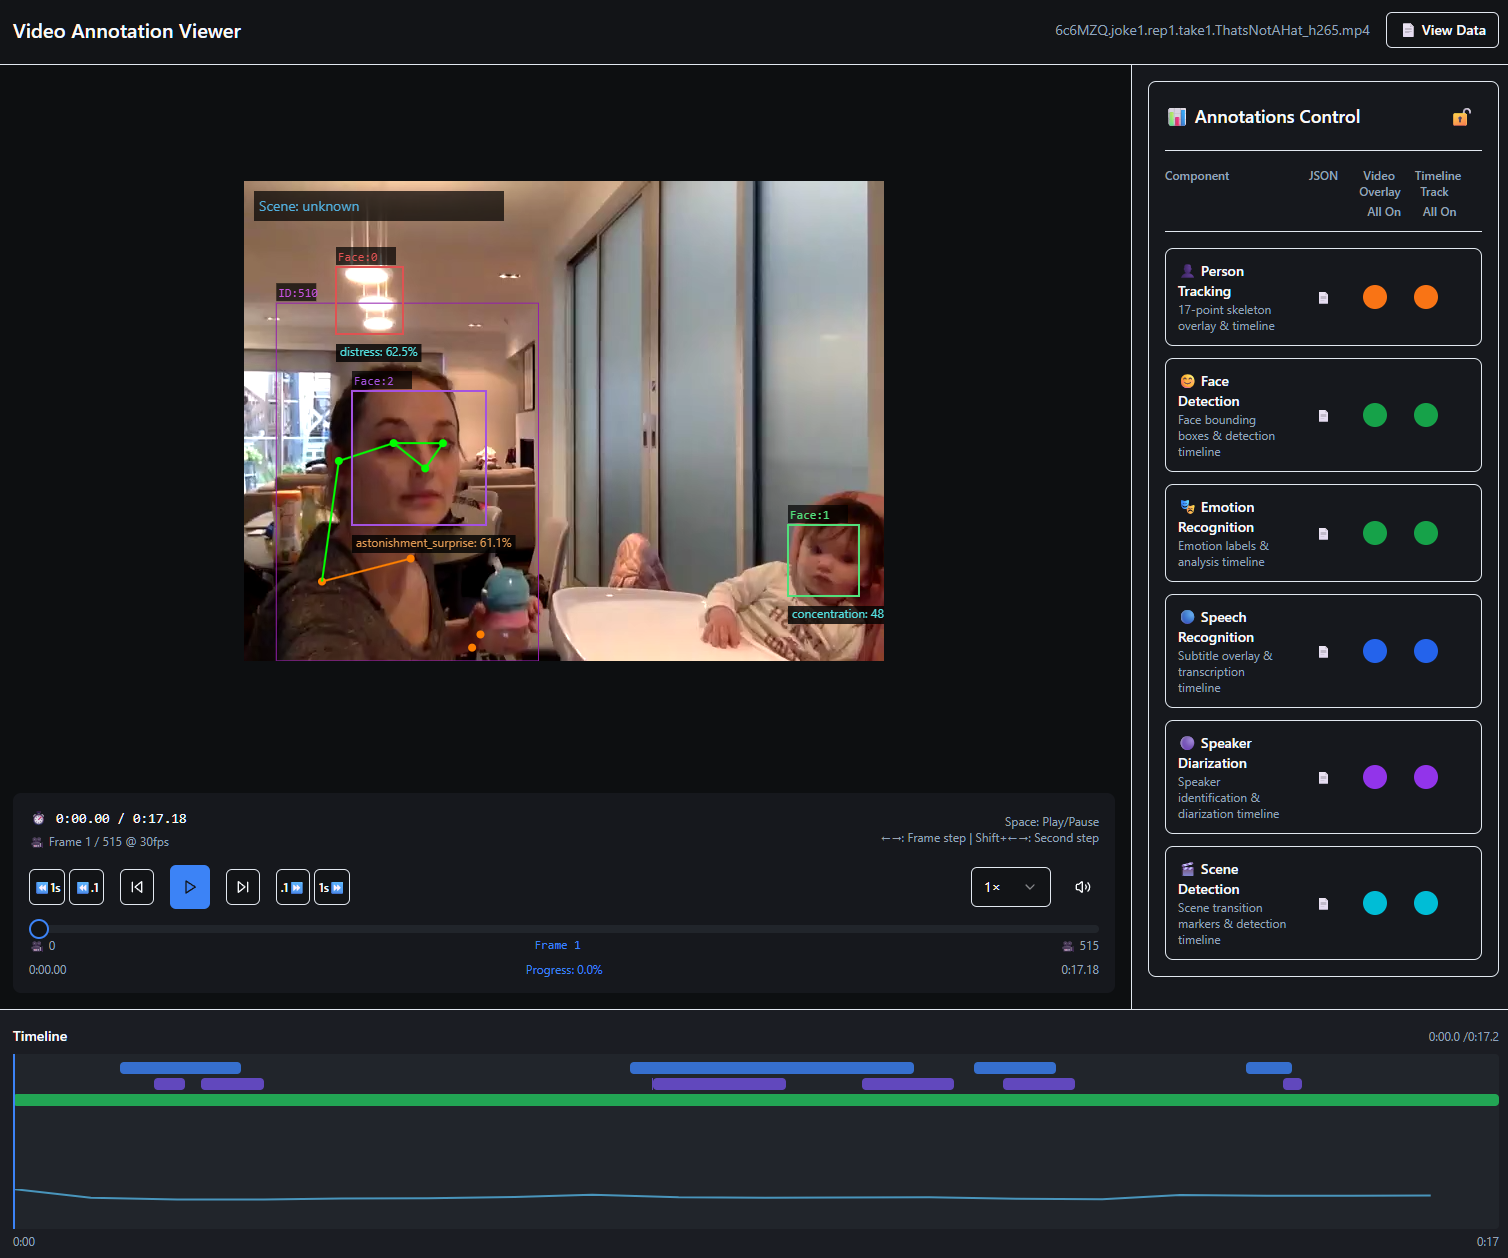 Video Annotation Viewer
6c6MZQ.joke1.rep1.take1.ThatsNotAHat_h265.mp4
View Data
Scene: unknown
Face:0
ID:510
distress: 62.5%
Face:2
astonishment_surprise: 61.1%
Face:1
concentration: 48
Annotations Control
Component
JSON
Video
Overlay
All On
Timeline
Track
All On
Person
Tracking
17-point skeleton
overlay & timeline
Face
Detection
Face bounding
boxes & detection
timeline
Emotion
Recognition
Emotion labels &
analysis timeline
Speech
Recognition
Subtitle overlay &
transcription
timeline
Speaker
Diarization
Speaker
identification &
diarization timeline
Scene
Detection
Scene transition
markers & detection
timeline
0:00.00 / 0:17.18
Frame 1 / 515 @ 30fps
Space: Play/Pause
←→: Frame step | Shift+←→: Second step
⏪1s
⏪.1
.1⏩
1s⏩
1×
0
Frame 1
515
0:00.00
Progress: 0.0%
0:17.18
Timeline
0:00.0 /0:17.2
0:00
0:17